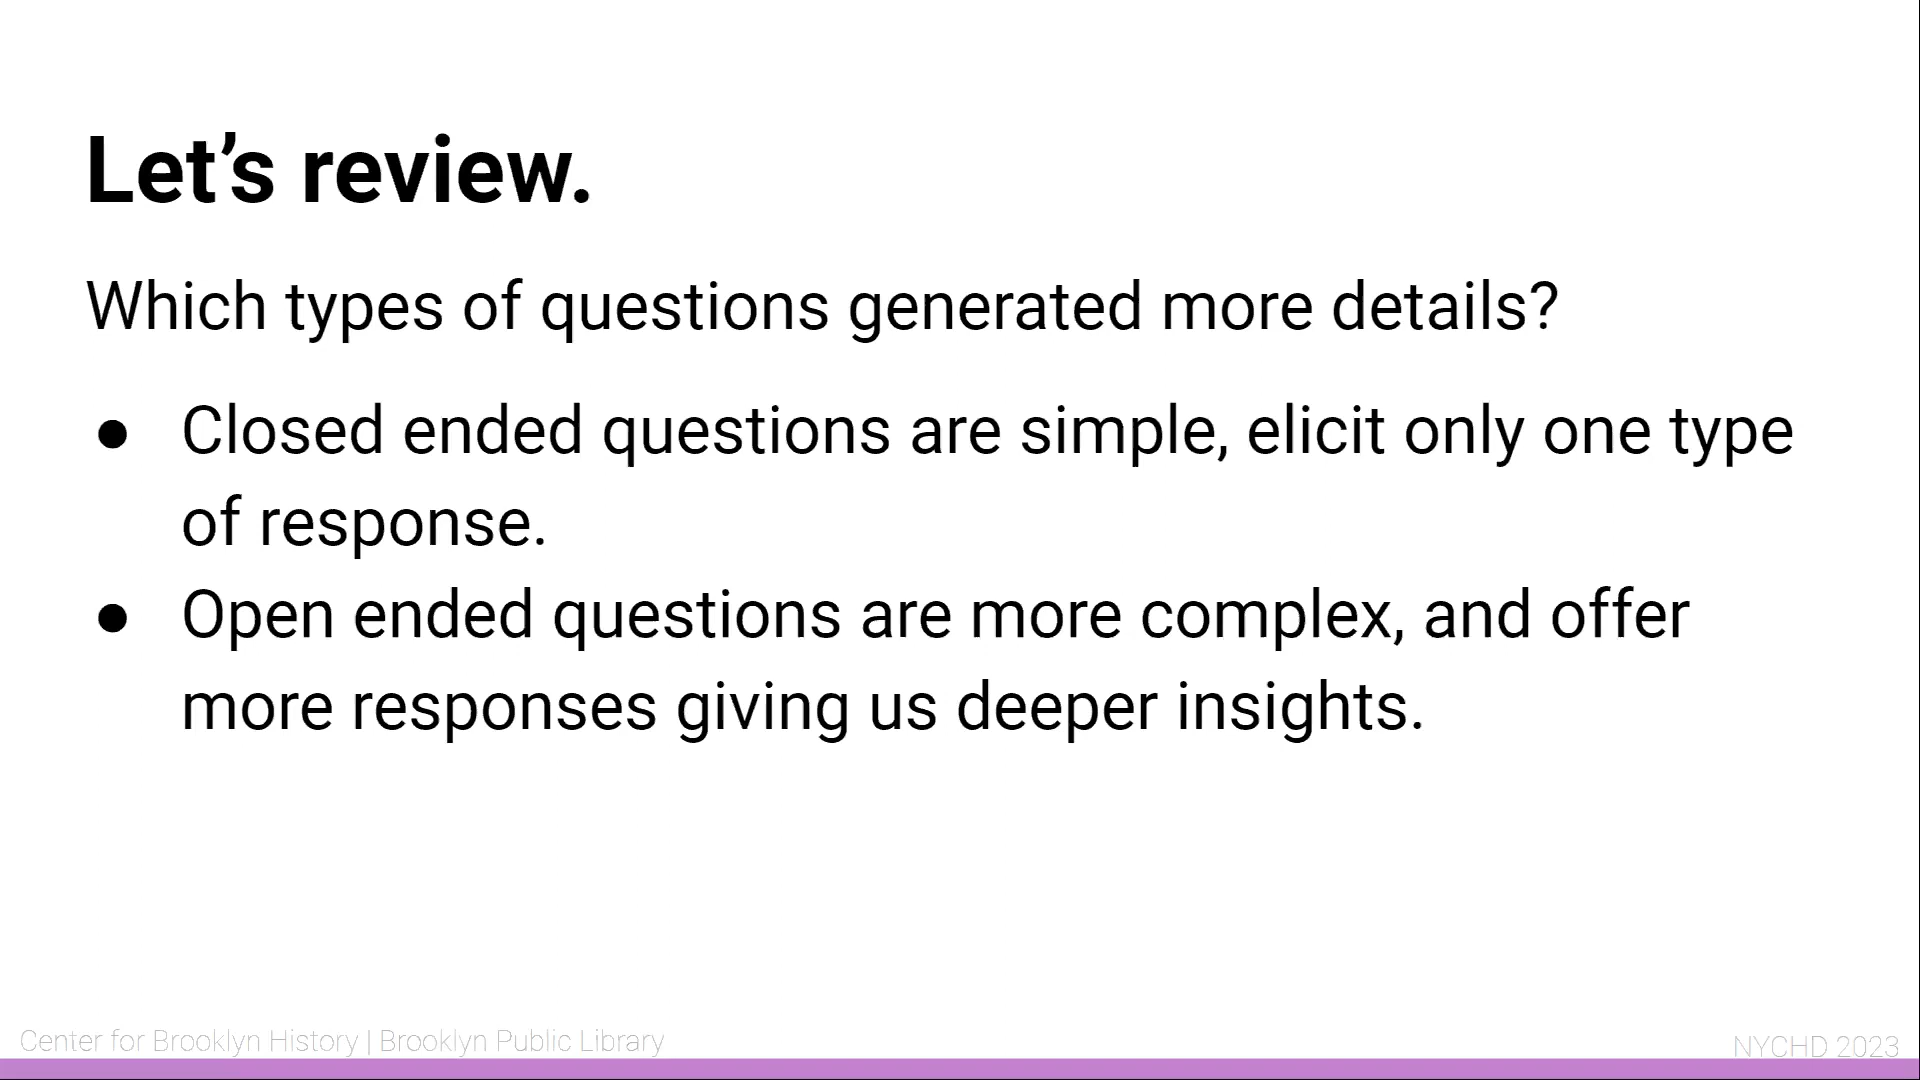 Let’s review.
Which types of questions generated more details?
● Closed ended questions are simple, elicit only one type
of response.
● Open ended questions are more complex, and offer
more responses giving us deeper insights.
Center for Brooklyn History | Brooklyn Public Library
NYCHD 2023